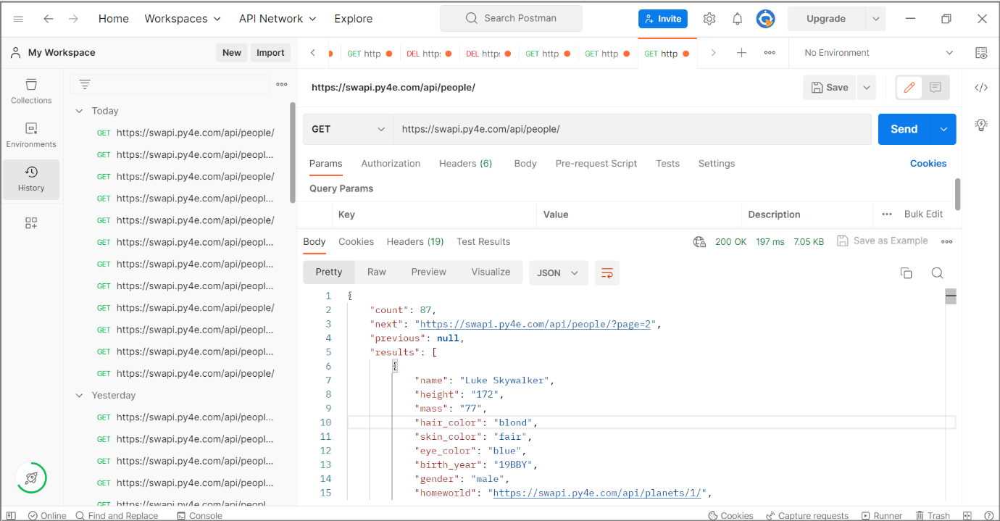 Home Workspaces API Network Explore Search Postman Invite Upgrade
My Workspace New Import GET http DEL http: DEL http: GET http GET http GET http No Environment
Collections
Environments
History
Today
GET https://swapi.py4e.com/api/people/
GET https://swapi.py4e.com/api/peopl...
GET https://swapi.py4e.com/api/people/
GET https://swapi.py4e.com/api/peopl...
GET https://swapi.py4e.com/api/people/
GET https://swapi.py4e.com/api/peopl...
GET https://swapi.py4e.com/api/peopl...
GET https://swapi.py4e.com/api/peopl...
GET https://swapi.py4e.com/api/people/
GET https://swapi.py4e.com/api/peopl...
GET https://swapi.py4e.com/api/peopl...
GET https://swapi.py4e.com/api/people/
Yesterday
GET https://swapi.py4e.com/api/peopl...
GET https://swapi.py4e.com/api/peopl...
GET https://swapi.py4e.com/api/peopl...
GET https://swapi.py4e.com/api/peopl...
GET https://swapi.py4e.com/api/peopl...
https://swapi.py4e.com/api/people/ Save
GET https://swapi.py4e.com/api/people/ Send
Params Authorization Headers (6) Body Pre-request Script Tests Settings Cookies
Query Params
Key Value Description Bulk Edit
Body Cookies Headers (19) Test Results 200 OK 197 ms 7.05 KB Save as Example
Pretty Raw Preview Visualize JSON
1 {
2 "count": 87,
3 "next": "https://swapi.py4e.com/api/people/?page=2",
4 "previous": null,
5 "results": [
6 {
7 "name": "Luke Skywalker",
8 "height": "172",
9 "mass": "77",
10 "hair_color": "blond",
11 "skin_color": "fair",
12 "eye_color": "blue",
13 "birth_year": "19BBY",
14 "gender": "male",
15 "homeworld": "https://swapi.py4e.com/api/planets/1/",
Online Find and Replace Console Cookies Capture requests Runner Trash